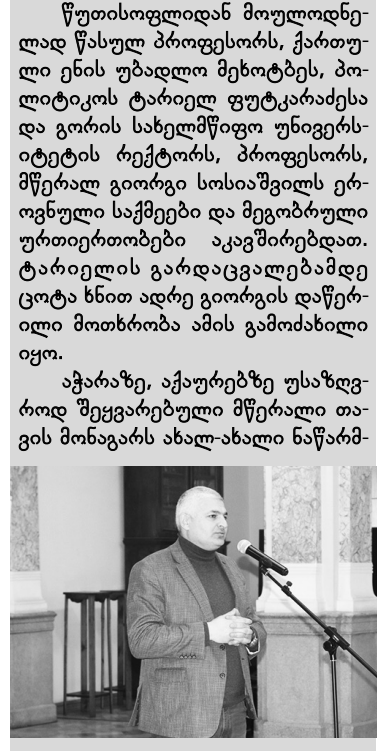 წუთისოფლიდან მოულოდნე-
ლად წასულ პროფესორს, ქართუ-
ლი ენის უბადლო მეხოტბეს, პო-
ლიტიკოს ტარიელ ფუტკარაძესა
და გორის სახელმწიფო უნივერს-
იტეტის რექტორს, პროფესორს,
მწერალ გიორგი სოსიაშვილს ერ-
ოვნული საქმეები და მეგობრული
ურთიერთობები აკავშირებდათ.
ტარიელის გარდაცვალებამდე
ცოტა ხნით ადრე გიორგის დაწერ-
ილი მოთხრობა ამის გამოძახილი
იყო.
აჭარაზე, აქაურებზე უსაზღვ-
როდ შეყვარებული მწერალი თა-
ვის მონაგარს ახალ-ახალი ნაწარმ-